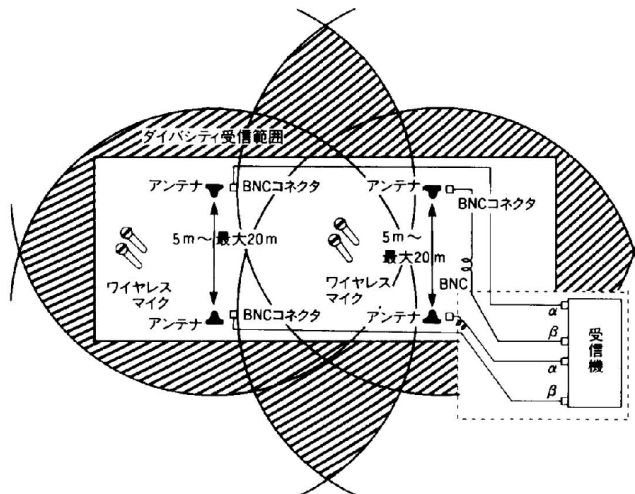 ダイバシティ受信範囲
アンテナ
BNCコネクタ
アンテナ
BNCコネクタ
5m〜最大20m
5m〜
最大20m
ワイヤレス
マイク
ワイヤレス
マイク
BNC
アンテナ
BNCコネクタ
アンテナ
α
β
α
β
受信機